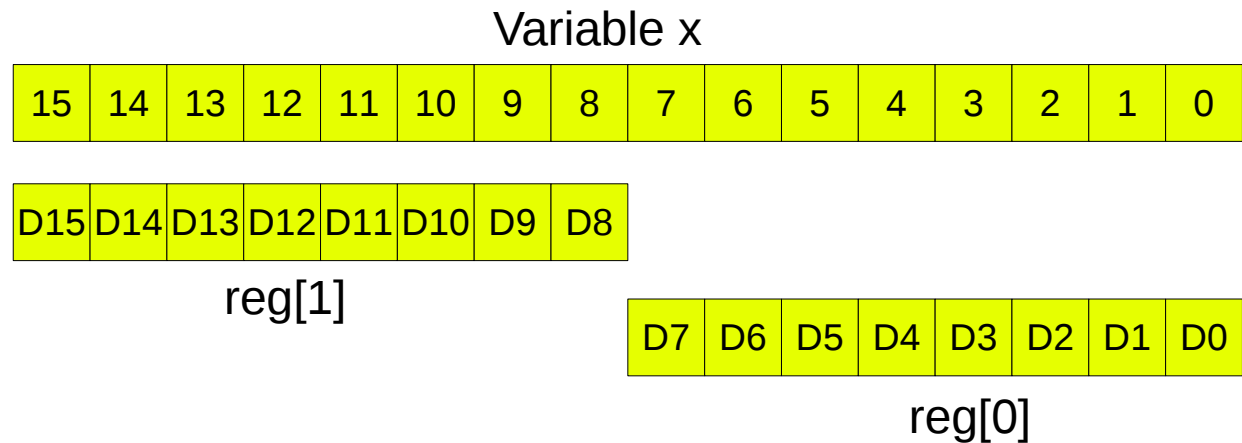 Variable x
15 14 13 12 11 10 9 8 7 6 5 4 3 2 1 0
D15 D14 D13 D12 D11 D10 D9 D8
reg[1]
D7 D6 D5 D4 D3 D2 D1 D0
reg[0]